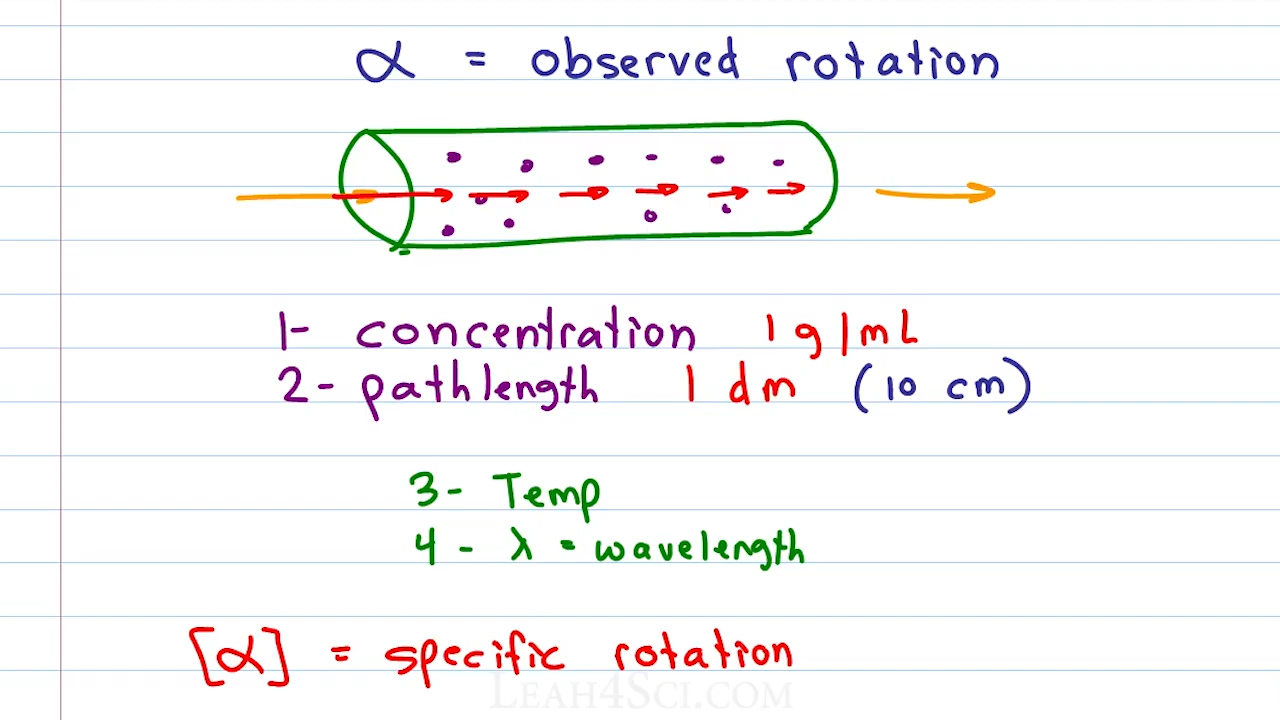 α = observed rotation
1- concentration 1 g/mL
2- pathlength 1 dm (10 cm)
3- Temp
4- λ = wavelength
[α] = specific rotation
LEAH4SCI.COM